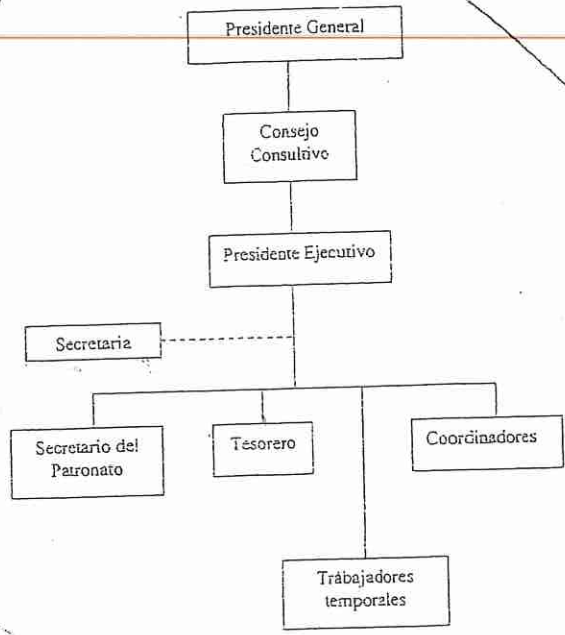 Presidente General
Consejo
Consultivo
Presidente Ejecutivo
Secretaria
Secretario del
Patronato
Tesorero
Coordinadores
Trabajadores
temporales